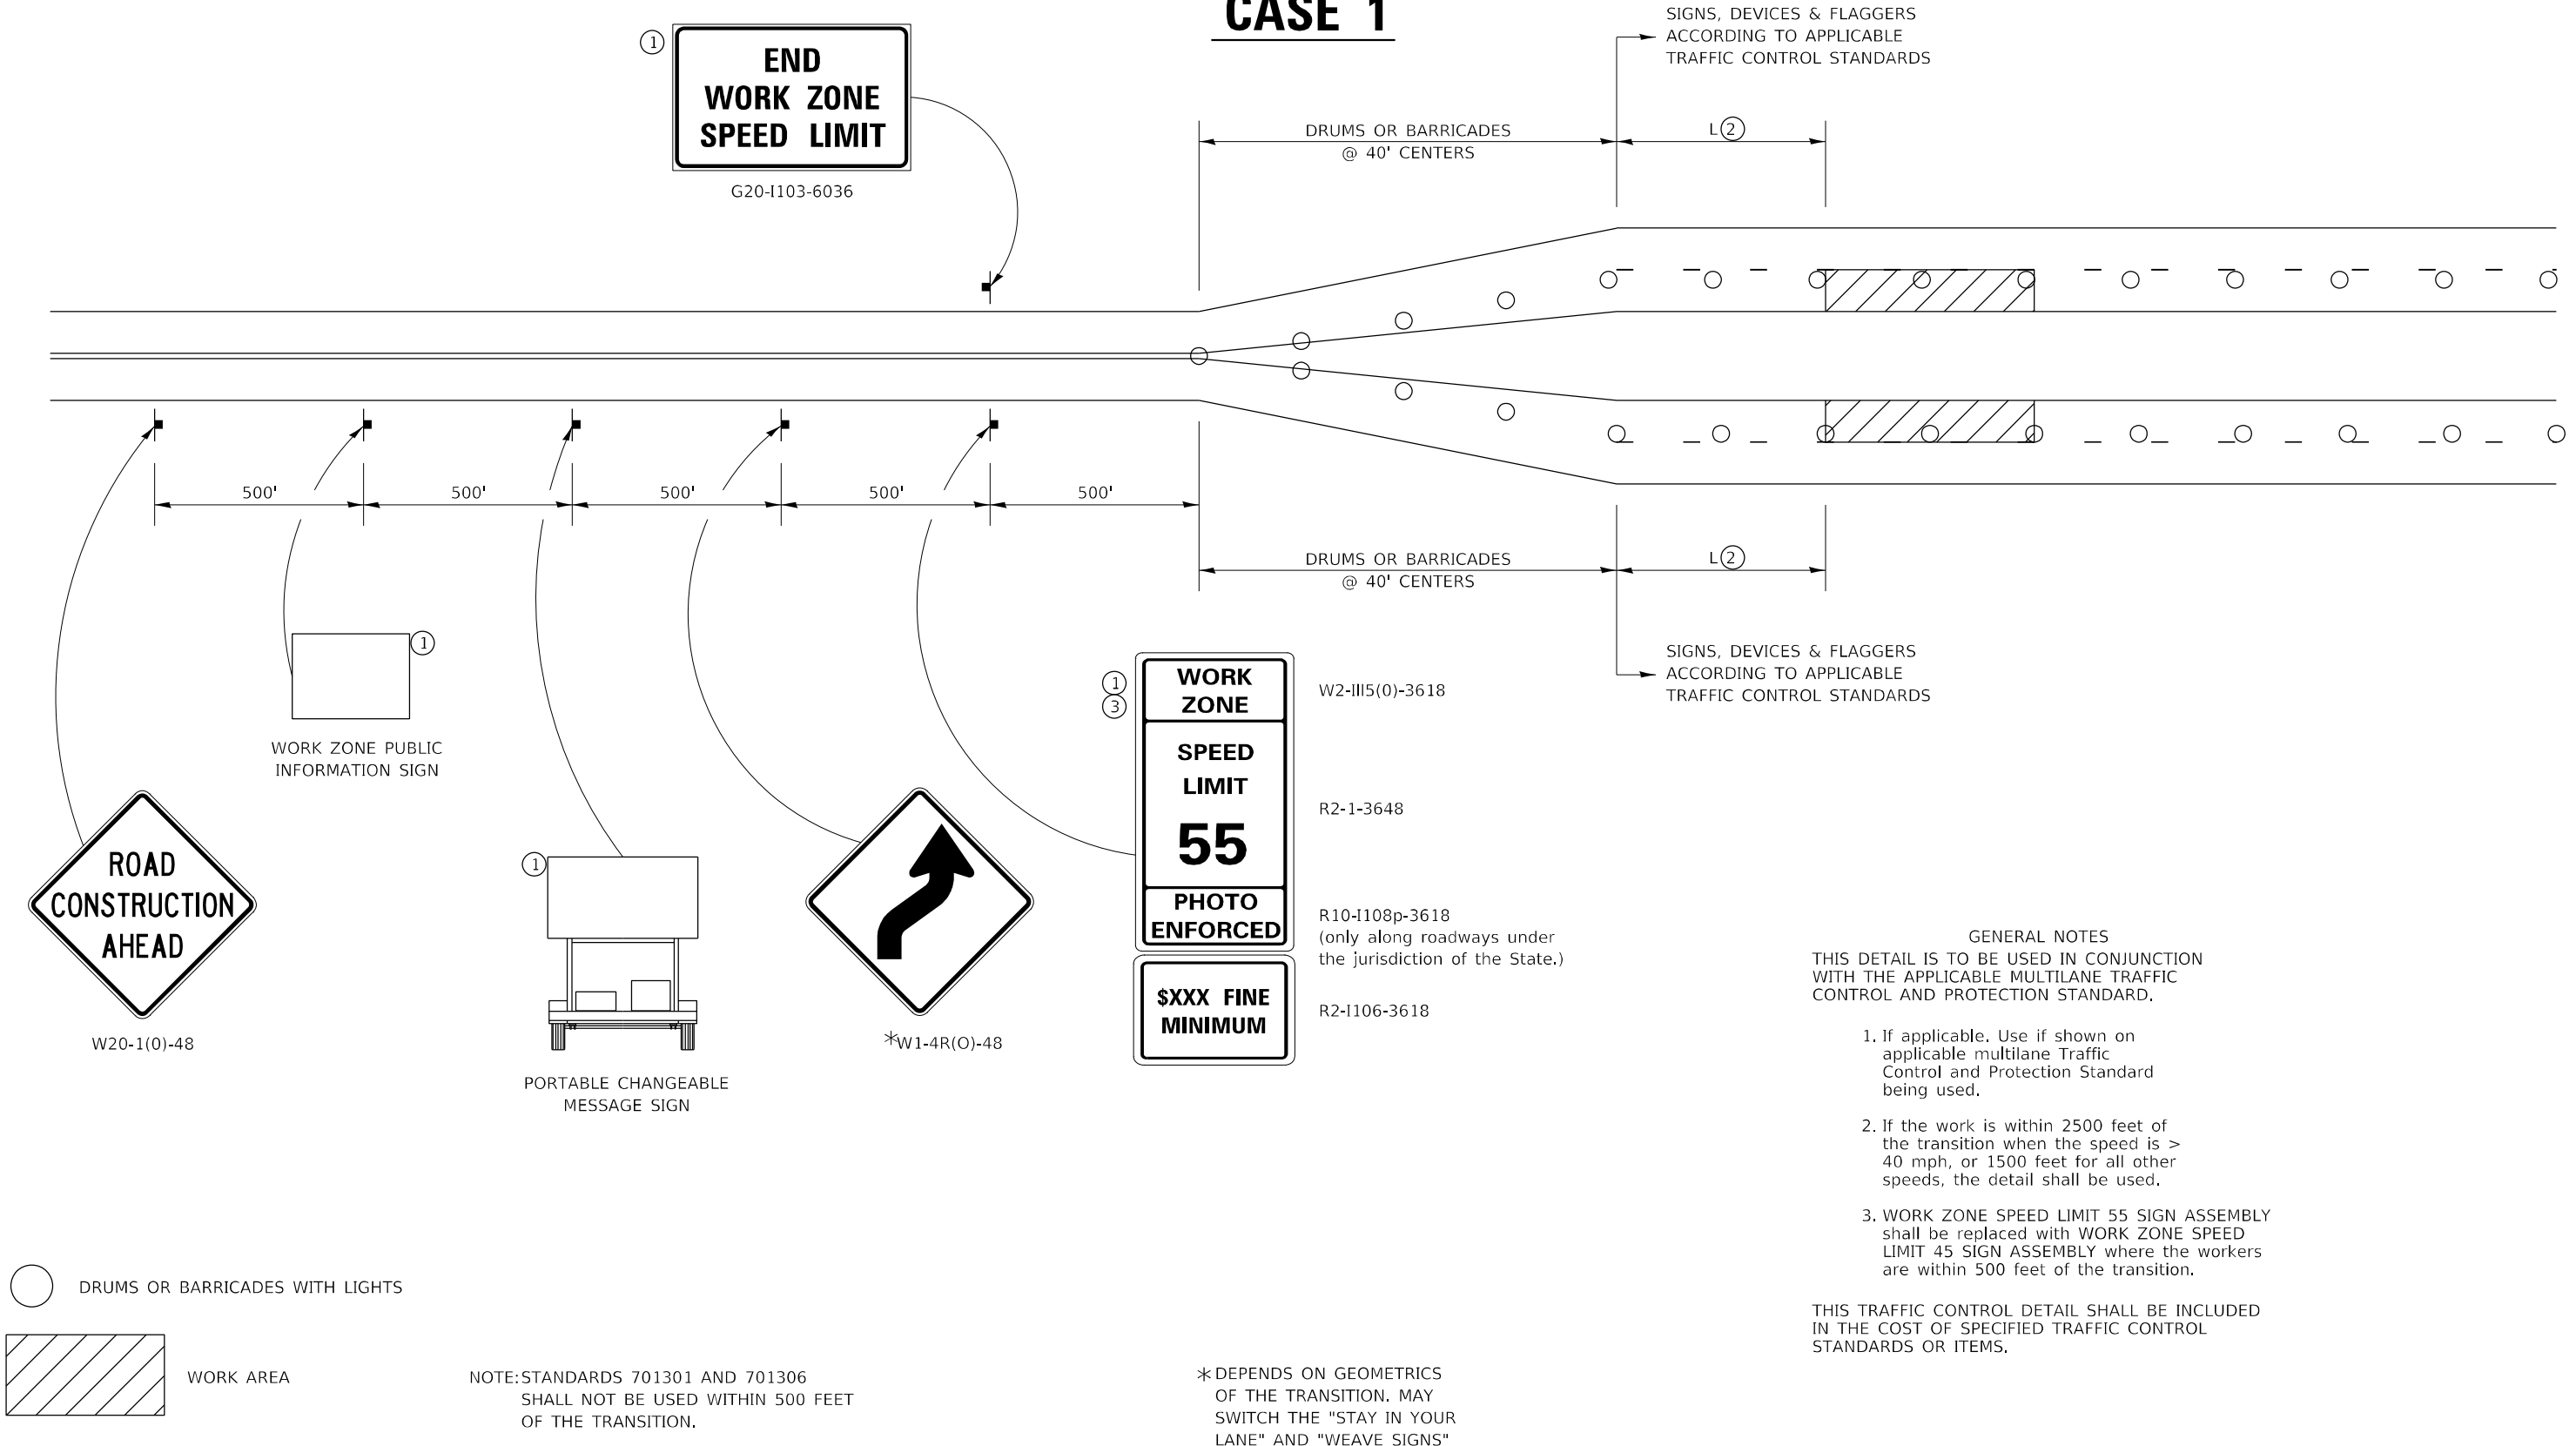 CASE 1
SIGNS, DEVICES & FLAGGERS
ACCORDING TO APPLICABLE
TRAFFIC CONTROL STANDARDS
1
END
WORK ZONE
SPEED LIMIT
G20-I103-6036
DRUMS OR BARRICADES
@ 40' CENTERS
L 2
500'
500'
500'
500'
500'
DRUMS OR BARRICADES
@ 40' CENTERS
L 2
SIGNS, DEVICES & FLAGGERS
ACCORDING TO APPLICABLE
TRAFFIC CONTROL STANDARDS
1
WORK ZONE PUBLIC
INFORMATION SIGN
ROAD
CONSTRUCTION
AHEAD
W20-1(0)-48
1
PORTABLE CHANGEABLE
MESSAGE SIGN
*W1-4R(O)-48
1
3
WORK
ZONE
W2-III5(0)-3618
SPEED
LIMIT
55
R2-1-3648
PHOTO
ENFORCED
R10-I108p-3618
(only along roadways under
the jurisdiction of the State.)
$XXX FINE
MINIMUM
R2-I106-3618
GENERAL NOTES
THIS DETAIL IS TO BE USED IN CONJUNCTION
WITH THE APPLICABLE MULTILANE TRAFFIC
CONTROL AND PROTECTION STANDARD.
1. If applicable. Use if shown on
applicable multilane Traffic
Control and Protection Standard
being used.
2. If the work is within 2500 feet of
the transition when the speed is >
40 mph, or 1500 feet for all other
speeds, the detail shall be used.
3. WORK ZONE SPEED LIMIT 55 SIGN ASSEMBLY
shall be replaced with WORK ZONE SPEED
LIMIT 45 SIGN ASSEMBLY where the workers
are within 500 feet of the transition.
THIS TRAFFIC CONTROL DETAIL SHALL BE INCLUDED
IN THE COST OF SPECIFIED TRAFFIC CONTROL
STANDARDS OR ITEMS.
DRUMS OR BARRICADES WITH LIGHTS
WORK AREA
NOTE: STANDARDS 701301 AND 701306
SHALL NOT BE USED WITHIN 500 FEET
OF THE TRANSITION.
* DEPENDS ON GEOMETRICS
OF THE TRANSITION. MAY
SWITCH THE "STAY IN YOUR
LANE" AND "WEAVE SIGNS"